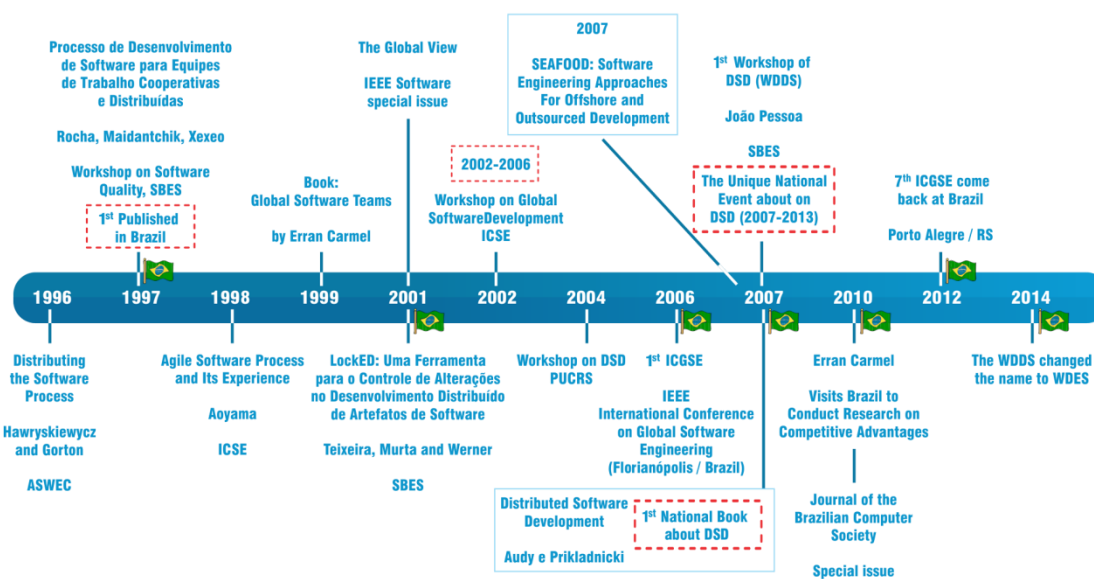 Processo de Desenvolvimento
de Software para Equipes
de Trabalho Cooperativas
e Distribuídas
Rocha, Maidantchik, Xexeo
Workshop on Software
Quality, SBES
1st Published
in Brazil
Book:
Global Software Teams
by Erran Carmel
The Global View
IEEE Software
special issue
2002-2006
Workshop on Global
SoftwareDevelopment
ICSE
2007
SEAFOOD: Software
Engineering Approaches
For Offshore and
Outsourced Development
1st Workshop of
DSD (WDDS)
João Pessoa
SBES
The Unique National
Event about on
DSD (2007-2013)
7th ICGSE come
back at Brazil
Porto Alegre / RS
1996
1997
1998
1999
2001
2002
2004
2006
2007
2010
2012
2014
Distributing
the Software
Process
Hawryskiewycz
and Gorton
ASWEC
Agile Software Process
and Its Experience
Aoyama
ICSE
LockED: Uma Ferramenta
para o Controle de Alterações
no Desenvolvimento Distribuído
de Artefatos de Software
Teixeira, Murta and Werner
SBES
Workshop on DSD
PUCRS
1st ICGSE
IEEE
International Conference
on Global Software
Engineering
(Florianópolis / Brazil)
Distributed Software
Development
Audy e Prikladnicki
1st National Book
about DSD
Erran Carmel
Visits Brazil to
Conduct Research on
Competitive Advantages
Journal of the
Brazilian Computer
Society
Special issue
The WDDS changed
the name to WDES